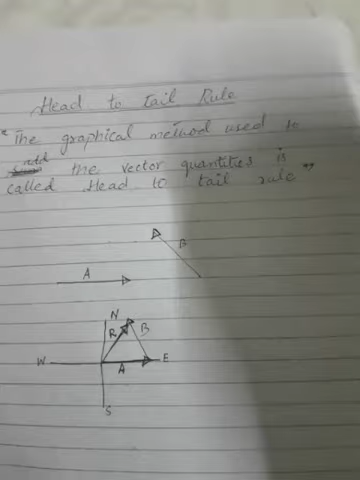 Head to tail Rule
"The graphical method used to
add the vector quantities is
called Head to tail rule"
B
A
N
R B
W E
A
S